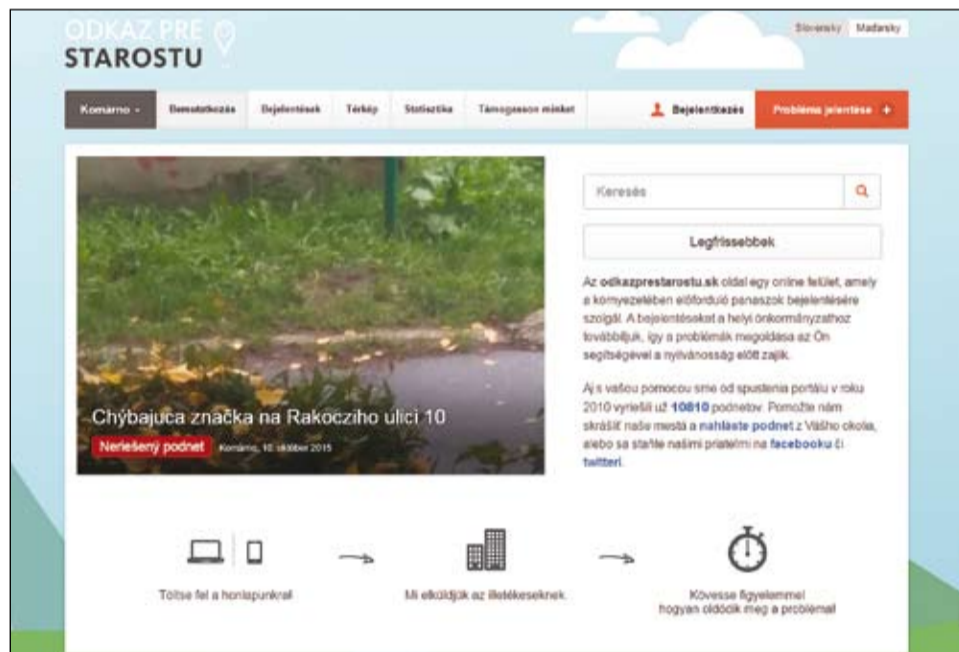 ODKAZ PRE
STAROSTU
Slovensky Maďarsky
Komárno Bemutatkozás Bejelentések Térkép Statisztika Támogasson minket Bejelentkezés Probléma jelentése +
Keresés
Legfrissebbek
Az odkazprestarostu.sk oldal egy online felület, amely
a környezetében előforduló panaszok bejelentésére
szolgál. A bejelentéseket a helyi önkormányzathoz
továbbítjuk, így a problémák megoldása az Ön
segítségével a nyilvánosság előtt zajlik.
Aj s vašou pomocou sme od spustenia portálu v roku
2010 vyriešili už 10810 podnetov. Pomožte nám
skrášliť naše mestá a nahláste podnet z Vášho okolia,
alebo sa staňte našimi priateľmi na facebooku či
twitteri.
Chýbajuca značka na Rakocziho ulici 10
Neriešený podnet Komárno, 10. október 2015
Töltse fel a honlapunkra!
Mi elküldjük az illetékeseknek.
Kövesse figyelemmel
hogyan oldódik meg a probléma!